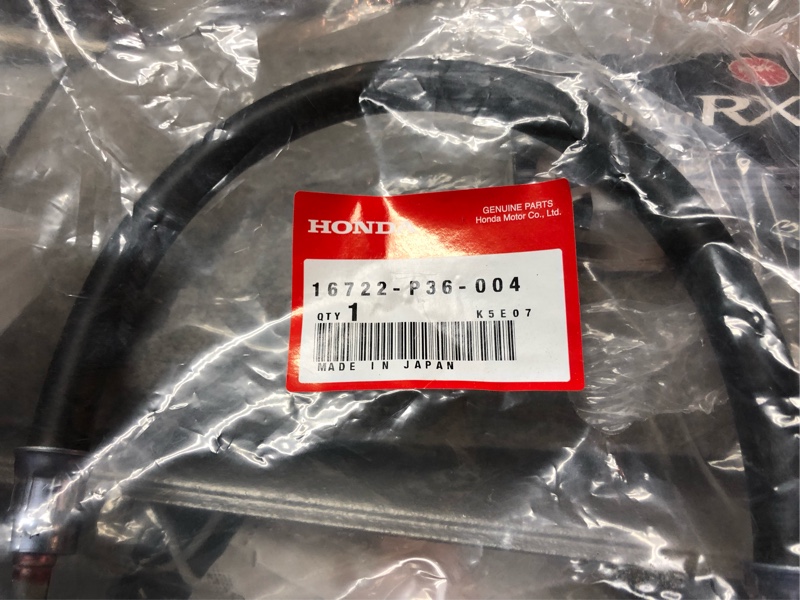 RX
GENUINE PARTS
Honda Motor Co., Ltd.
HONDA
16722-P36-004
QTY 1 K5E07
MADE IN JAPAN